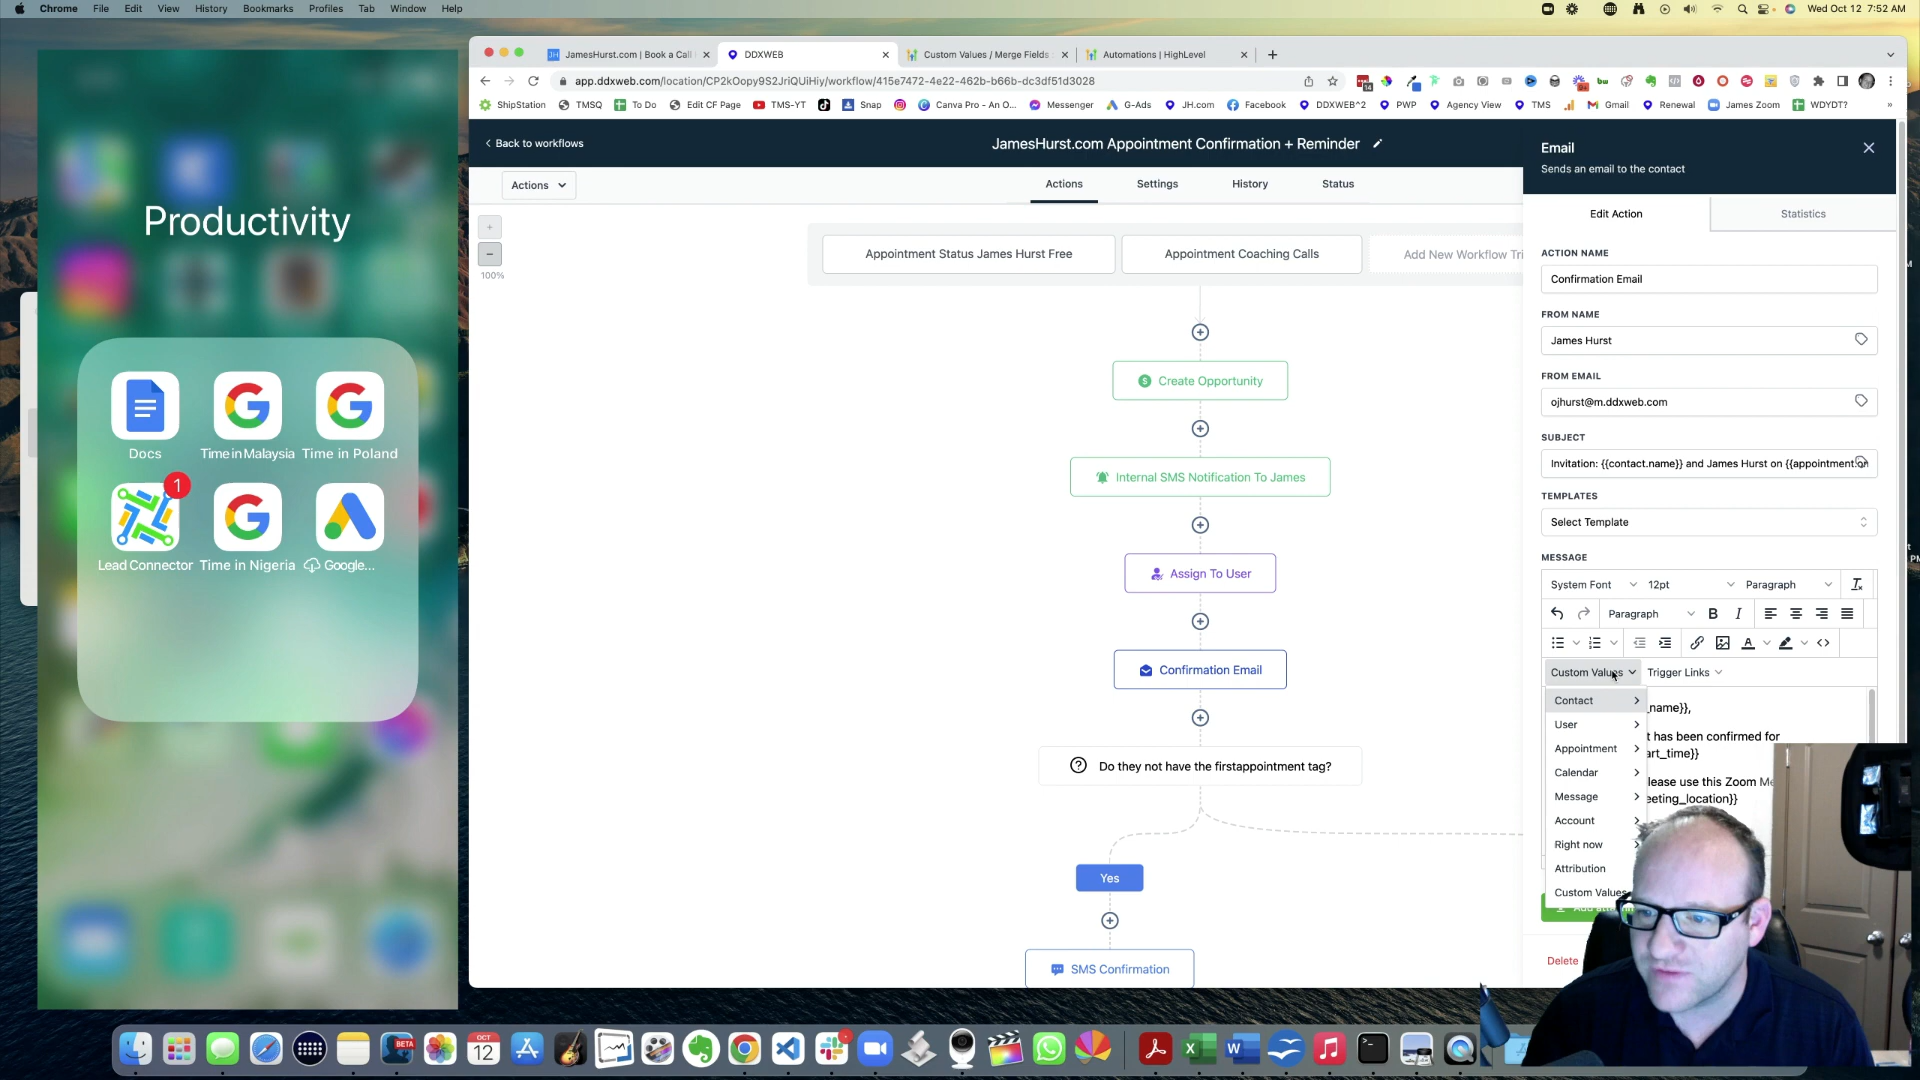 Chrome File Edit View History Bookmarks Profiles Tab Window Help
Wed Oct 12 7:52 AM
Productivity
Docs
Time in Malaysia
Time in Poland
1
Lead Connector
Time in Nigeria
Google...
JamesHurst.com | Book a Call
DDXWEB
Custom Values / Merge Fields
Automations | HighLevel
app.ddxweb.com/location/CP2kOopy9S2JriQUiHiy/workflow/415e7472-4e22-462b-b66b-dc3df51d3028
ShipStation
TMSQ
To Do
Edit CF Page
TMS-YT
Snap
Canva Pro - An O...
Messenger
G-Ads
JH.com
Facebook
DDXWEB^2
PWP
Agency View
TMS
Gmail
Renewal
James Zoom
WDYDT?
»
Back to workflows
JamesHurst.com Appointment Confirmation + Reminder
Actions
Actions
Settings
History
Status
100%
Appointment Status James Hurst Free
Appointment Coaching Calls
Add New Workflow Tri
Create Opportunity
Internal SMS Notification To James
Assign To User
Confirmation Email
Do they not have the firstappointment tag?
Yes
SMS Confirmation
Email
Sends an email to the contact
Edit Action
Statistics
ACTION NAME
Confirmation Email
FROM NAME
James Hurst
FROM EMAIL
ojhurst@m.ddxweb.com
SUBJECT
Invitation: {{contact.name}} and James Hurst on {{appointment.on
TEMPLATES
Select Template
MESSAGE
System Font
12pt
Paragraph
Paragraph
B
I
Custom Values
Trigger Links
Contact
User
Appointment
Calendar
Message
Account
Right now
Attribution
Custom Values
_name}},
t has been confirmed for
art_time}}
lease use this Zoom Me
eeting_location}}
Delete
OCT
12
BETA